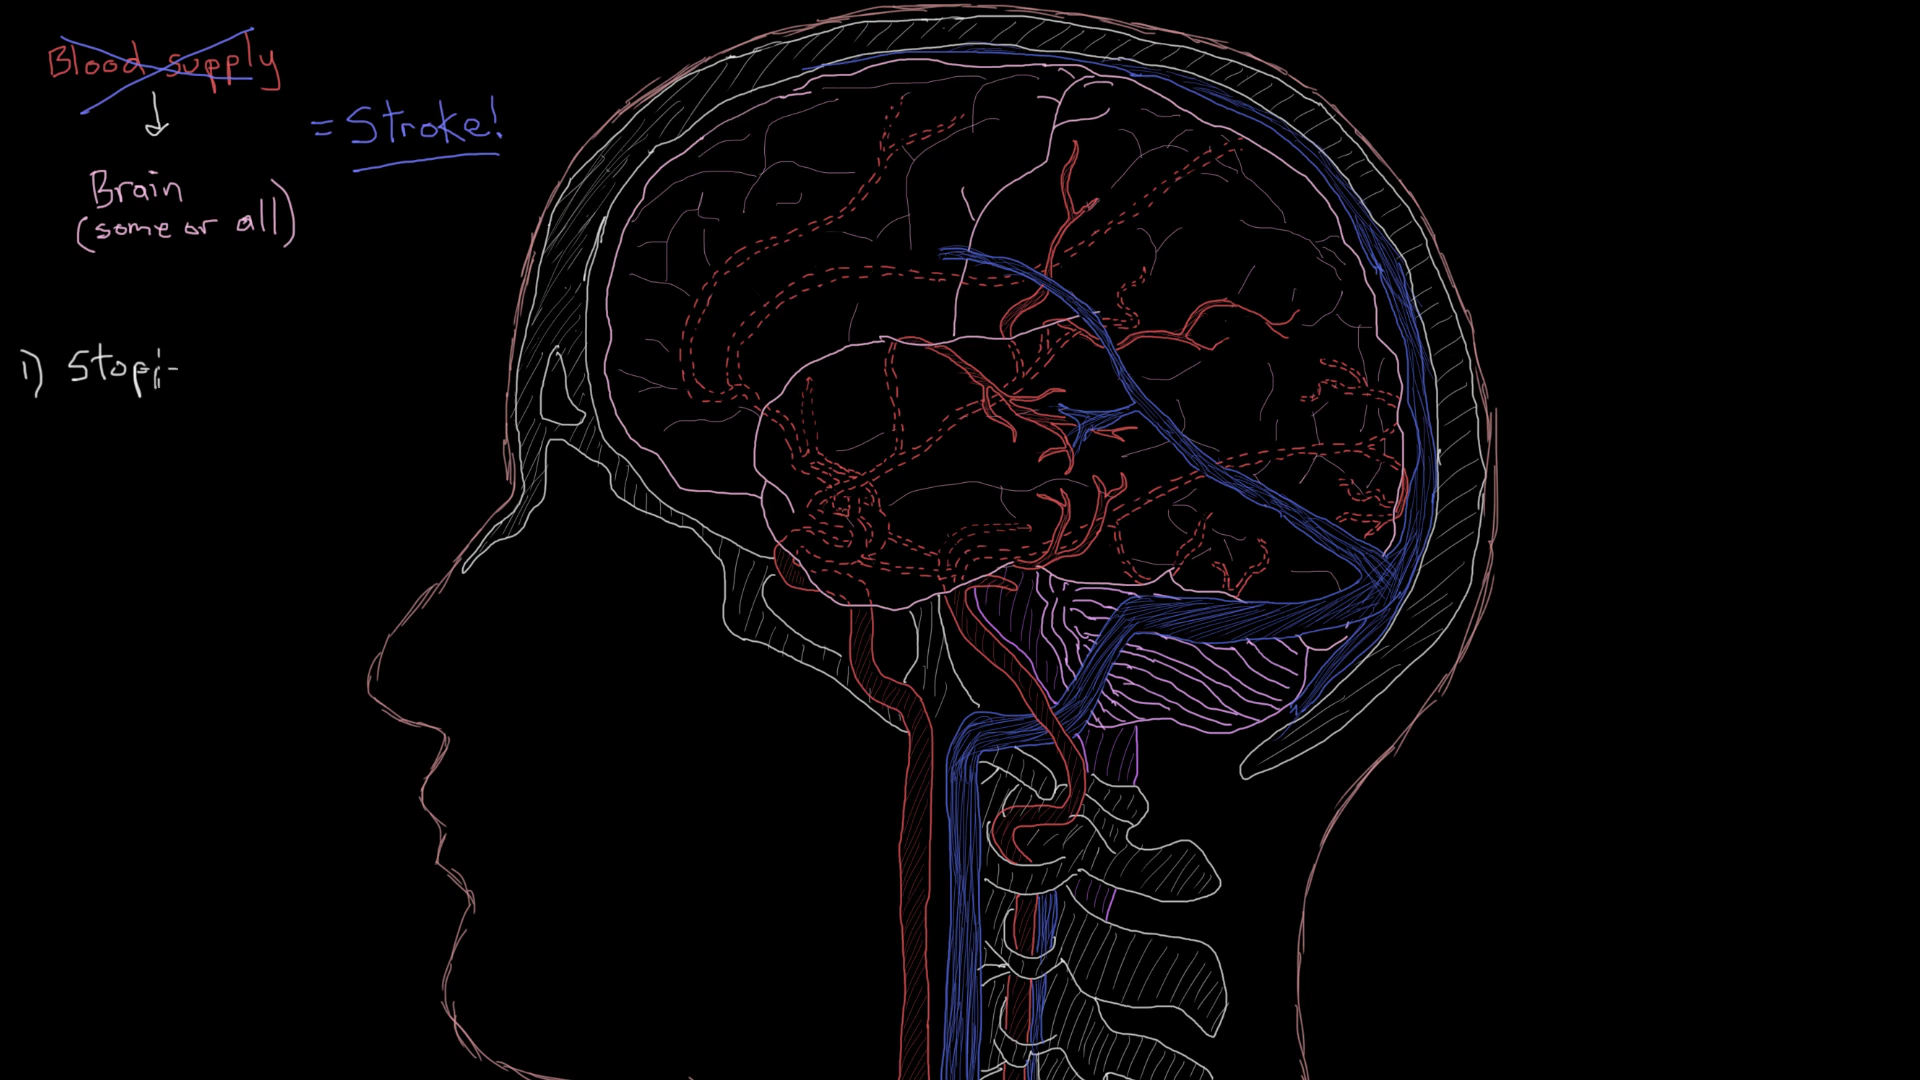 Blood supply
= Stroke!
Brain
(some or all)
1) Stop